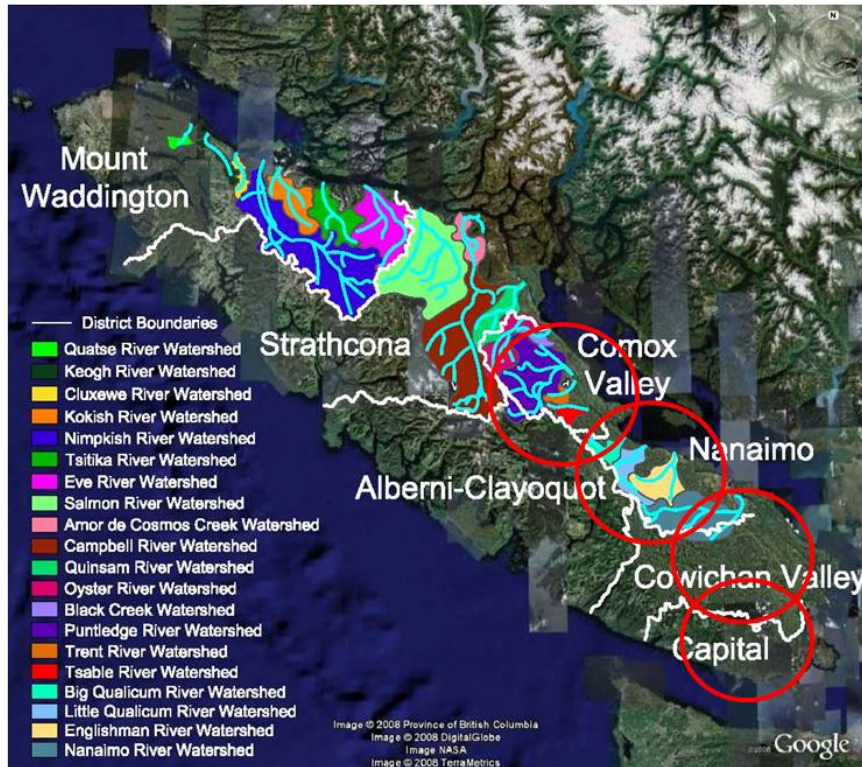 N
Mount
Waddington
Strathcona
Comox
Valley
Nanaimo
Alberni-Clayoquot
Cowichan Valley
Capital
District Boundaries
Quatse River Watershed
Keogh River Watershed
Cluxewe River Watershed
Kokish River Watershed
Nimpkish River Watershed
Tsitika River Watershed
Eve River Watershed
Salmon River Watershed
Amor de Cosmos Creek Watershed
Campbell River Watershed
Quinsam River Watershed
Oyster River Watershed
Black Creek Watershed
Puntledge River Watershed
Trent River Watershed
Tsable River Watershed
Big Qualicum River Watershed
Little Qualicum River Watershed
Englishman River Watershed
Nanaimo River Watershed
Image © 2008 Province of British Columbia
Image © 2008 DigitalGlobe
Image NASA
Image © 2008 TerraMetrics
Google